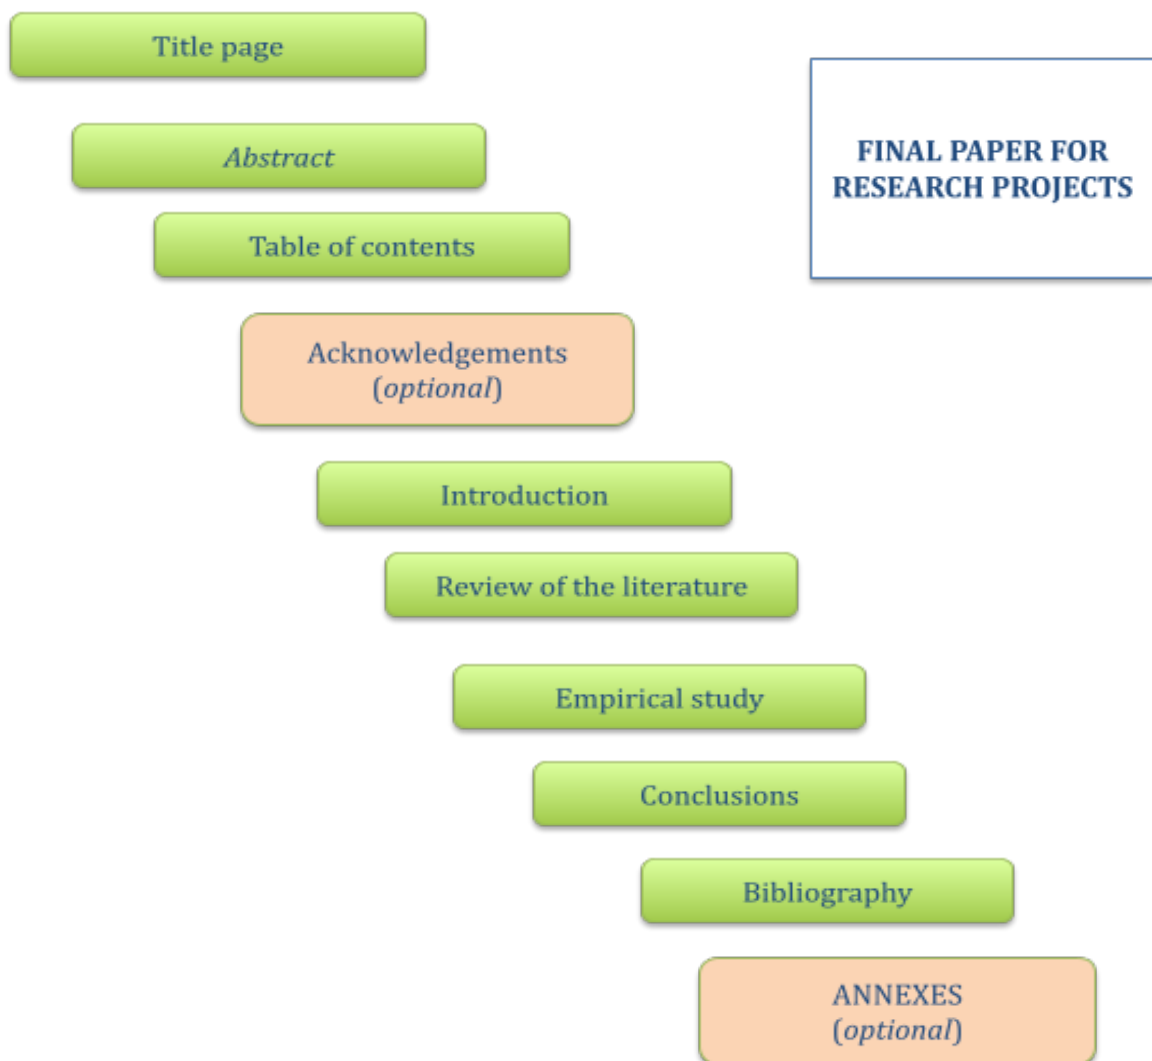 Title page
FINAL PAPER FOR
RESEARCH PROJECTS
Abstract
Table of contents
Acknowledgements
(optional)
Introduction
Review of the literature
Empirical study
Conclusions
Bibliography
ANNEXES
(optional)